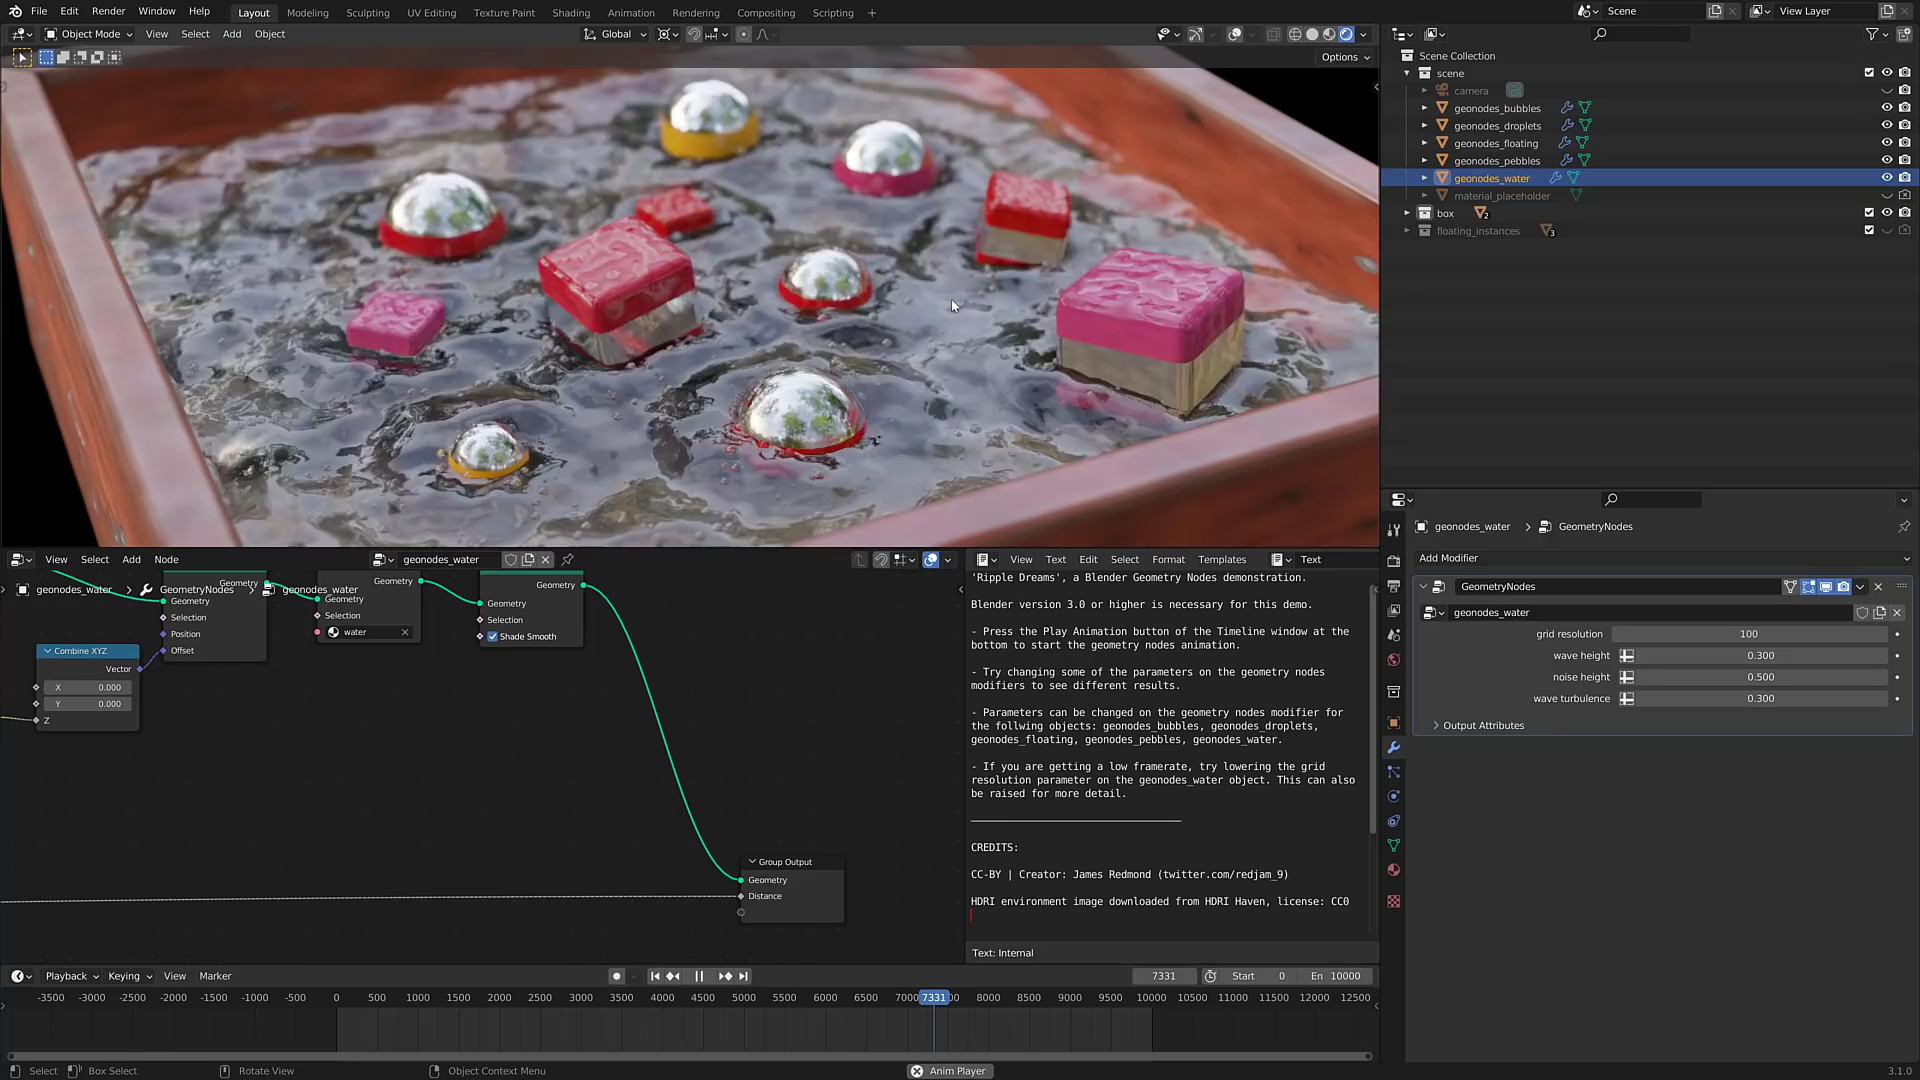 File Edit Render Window Help
Layout Modeling Sculpting UV Editing Texture Paint Shading Animation Rendering Compositing Scripting +
Scene
View Layer
Object Mode View Select Add Object
Global
Options
Scene Collection
scene
camera
geonodes_bubbles
geonodes_droplets
geonodes_floating
geonodes_pebbles
geonodes_water
material_placeholder
box 2
floating_instances 3
View Select Add Node
geonodes_water
geonodes_water > GeometryNodes > geonodes_water
Geometry
Geometry
Selection
Position
Offset
Geometry
Geometry
Selection
water
Geometry
Geometry
Selection
Shade Smooth
Combine XYZ
Vector
X 0.000
Y 0.000
Z
Group Output
Geometry
Distance
View Text Edit Select Format Templates
Text
'Ripple Dreams', a Blender Geometry Nodes demonstration.
Blender version 3.0 or higher is necessary for this demo.
- Press the Play Animation button of the Timeline window at the
bottom to start the geometry nodes animation.
- Try changing some of the parameters on the geometry nodes
modifiers to see different results.
- Parameters can be changed on the geometry nodes modifier for
the follwing objects: geonodes_bubbles, geonodes_droplets,
geonodes_floating, geonodes_pebbles, geonodes_water.
- If you are getting a low framerate, try lowering the grid
resolution parameter on the geonodes_water object. This can also
be raised for more detail.
CREDITS:
CC-BY | Creator: James Redmond (twitter.com/redjam_9)
HDRI environment image downloaded from HDRI Haven, license: CC0
Text: Internal
geonodes_water > GeometryNodes
Add Modifier
GeometryNodes
geonodes_water
grid resolution 100
wave height 0.300
noise height 0.500
wave turbulence 0.300
Output Attributes
Playback Keying View Marker
7331
Start 0
En 10000
-3500 -3000 -2500 -2000 -1500 -1000 -500 0 500 1000 1500 2000 2500 3000 3500 4000 4500 5000 5500 6000 6500 7000 7331 00 8000 8500 9000 9500 10000 10500 11000 11500 12000 12500
Select Box Select Rotate View Object Context Menu
Anim Player
3.1.0